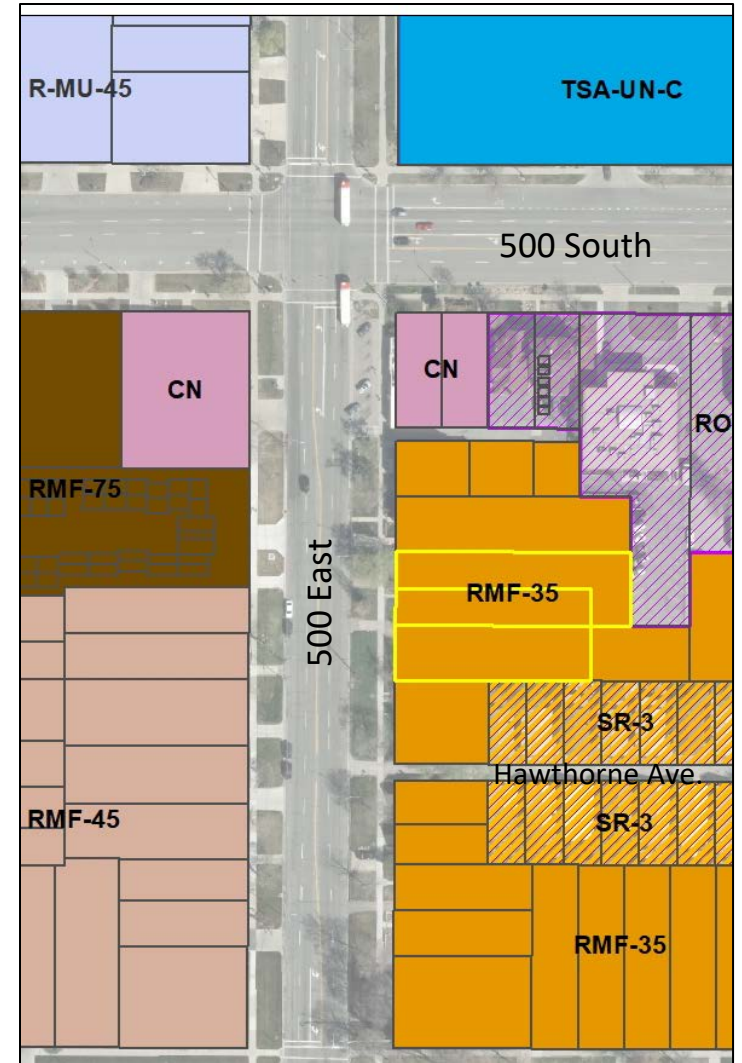 R-MU-45
TSA-UN-C
500 South
CN
CN
RO
RMF-75
RMF-35
500 East
SR-3
Hawthorne Ave.
RMF-45
SR-3
RMF-35